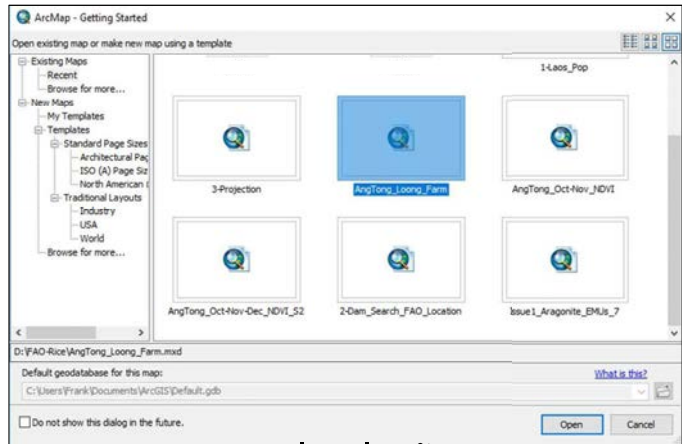 ArcMap - Getting Started
Open existing map or make new map using a template
Existing Maps
Recent
Browse for more...
New Maps
My Templates
Templates
Standard Page Sizes
Architectural Pag
ISO (A) Page Siz
North American
Traditional Layouts
Industry
USA
World
Browse for more...
1-Laos_Pop
3-Projection
AngTong_Loong_Farm
AngTong_Oct-Nov_NDVI
AngTong_Oct-Nov-Dec_NDVI_S2
2-Dam_Search_FAO_Location
Issue1_Aragonite_EMUs_7
D:\FAO-Rice\AngTong_Loong_Farm.mxd
Default geodatabase for this map:
What is this?
C:\Users\Frank\Documents\ArcGIS\Default.gdb
Do not show this dialog in the future.
Open
Cancel